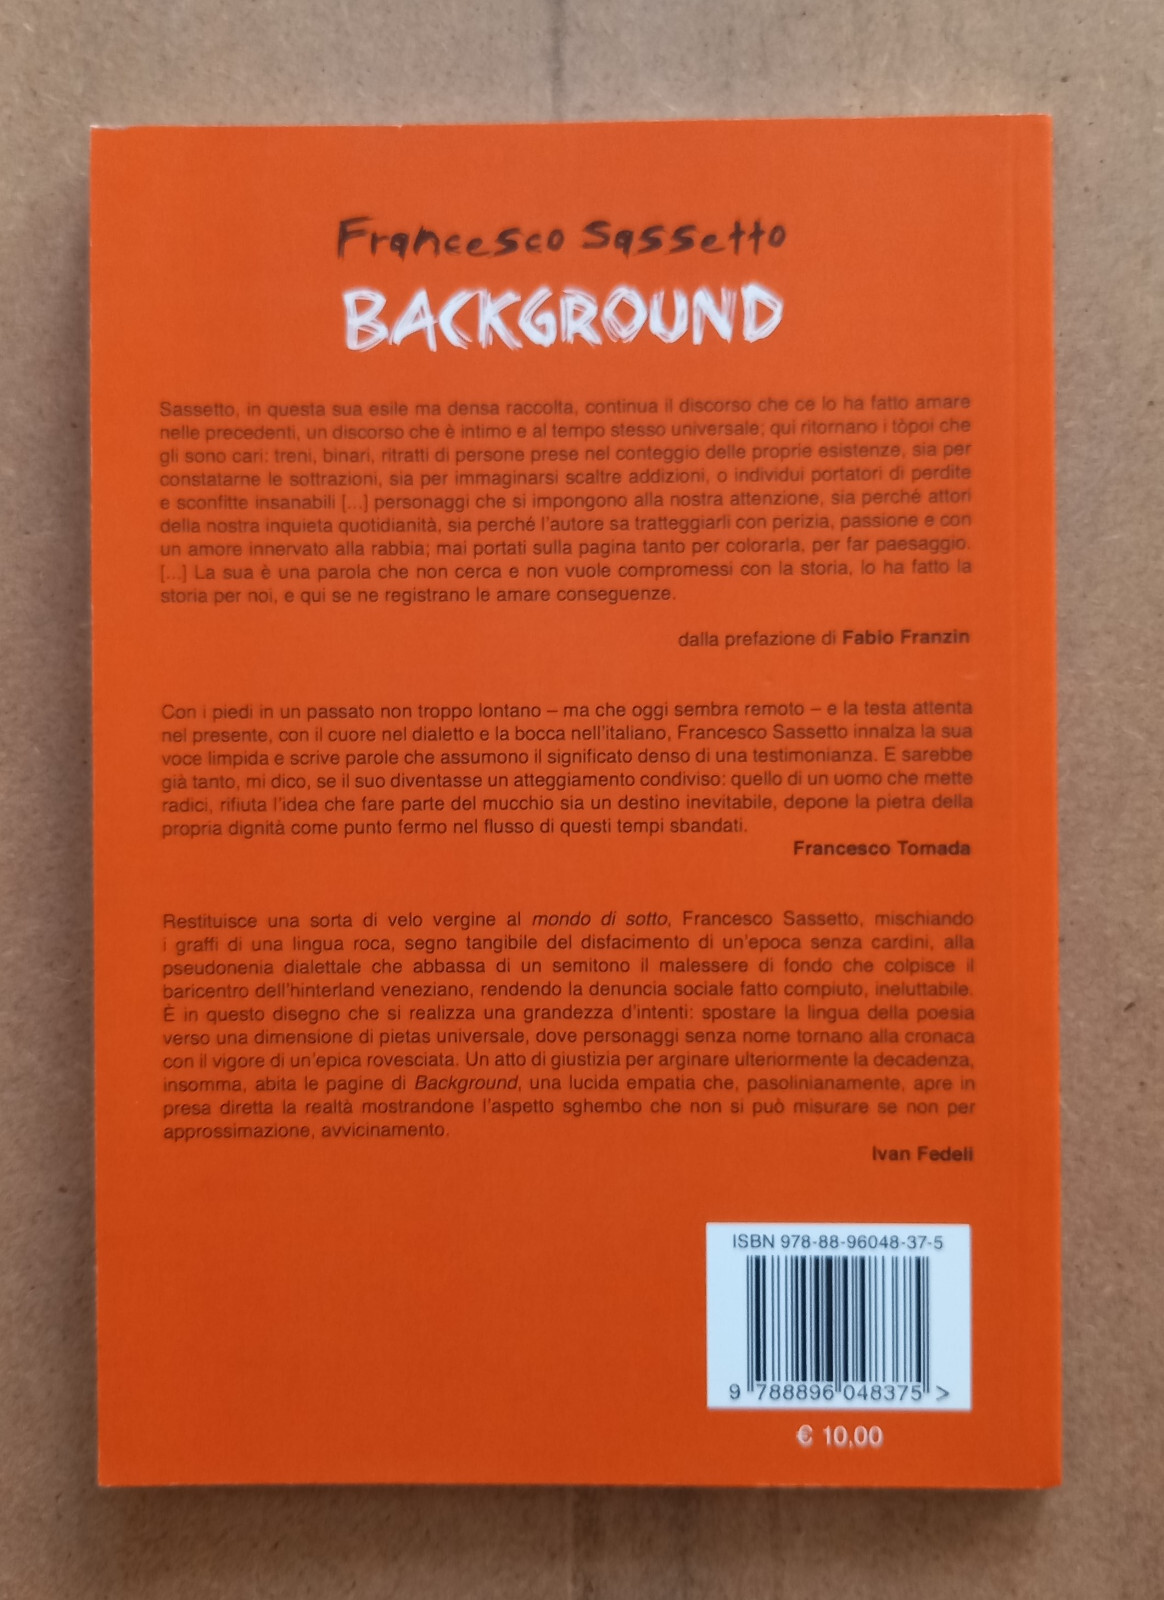 Francesco Sassetto
BACKGROUND
Sassetto, in questa sua esile ma densa raccolta, continua il discorso che ce lo ha fatto amare
nelle precedenti, un discorso che è intimo e al tempo stesso universale; qui ritornano i tòpoi che
gli sono cari: treni, binari, ritratti di persone prese nel conteggio delle proprie esistenze, sia per
constatarne le sottrazioni, sia per immaginarsi scaltre addizioni, o individui portatori di perdite
e sconfitte insanabili [...] personaggi che si impongono alla nostra attenzione, sia perché attori
della nostra inquieta quotidianità, sia perché l'autore sa tratteggiarli con perizia, passione e con
un amore innervato alla rabbia; mai portati sulla pagina tanto per colorarla, per far paesaggio.
[...] La sua è una parola che non cerca e non vuole compromessi con la storia, lo ha fatto la
storia per noi, e qui se ne registrano le amare conseguenze.
dalla prefazione di Fabio Franzin
Con i piedi in un passato non troppo lontano – ma che oggi sembra remoto – e la testa attenta
nel presente, con il cuore nel dialetto e la bocca nell'italiano, Francesco Sassetto innalza la sua
voce limpida e scrive parole che assumono il significato denso di una testimonianza. E sarebbe
già tanto, mi dico, se il suo diventasse un atteggiamento condiviso: quello di un uomo che mette
radici, rifiuta l'idea che fare parte del mucchio sia un destino inevitabile, depone la pietra della
propria dignità come punto fermo nel flusso di questi tempi sbandati.
Francesco Tomada
Restituisce una sorta di velo vergine al mondo di sotto, Francesco Sassetto, mischiando
i graffi di una lingua roca, segno tangibile del disfacimento di un'epoca senza cardini, alla
pseudonenia dialettale che abbassa di un semitono il malessere di fondo che colpisce il
baricentro dell'hinterland veneziano, rendendo la denuncia sociale fatto compiuto, ineluttabile.
È in questo disegno che si realizza una grandezza d'intenti: spostare la lingua della poesia
verso una dimensione di pietas universale, dove personaggi senza nome tornano alla cronaca
con il vigore di un'epica rovesciata. Un atto di giustizia per arginare ulteriormente la decadenza,
insomma, abita le pagine di Background, una lucida empatia che, pasolinianamente, apre in
presa diretta la realtà mostrandone l'aspetto sghembo che non si può misurare se non per
approssimazione, avvicinamento.
Ivan Fedeli
ISBN 978-88-96048-37-5
9 788896 048375 >
€ 10,00